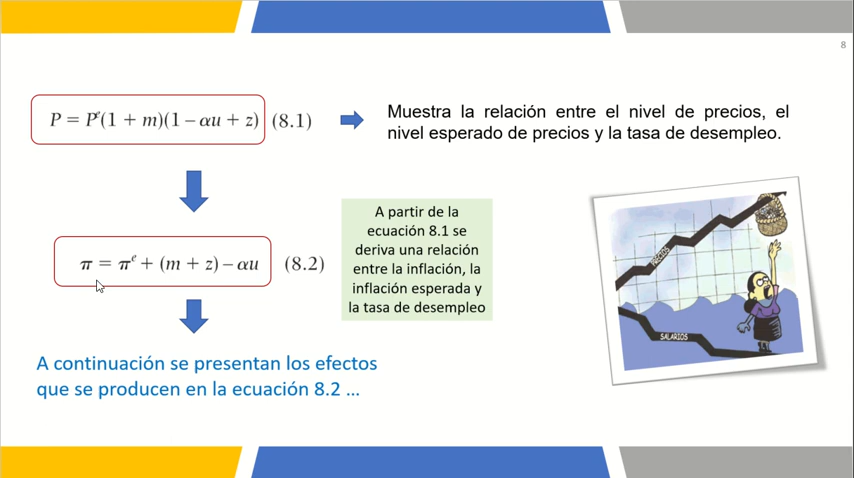 8
P = Pᵉ(1 + m)(1 – αu + z) (8.1)
Muestra la relación entre el nivel de precios, el
nivel esperado de precios y la tasa de desempleo.
π = πᵉ + (m + z) – αu (8.2)
A partir de la
ecuación 8.1 se
deriva una relación
entre la inflación, la
inflación esperada y
la tasa de desempleo
PRECIOS
SALARIOS
A continuación se presentan los efectos
que se producen en la ecuación 8.2 ...